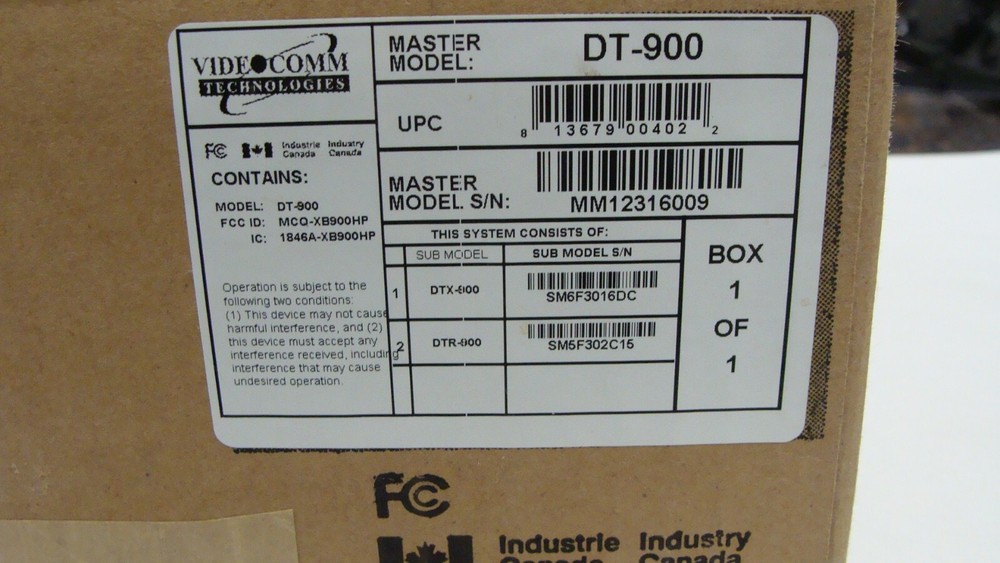 VIDEOCOMM
TECHNOLOGIES
MASTER
MODEL:
DT-900
UPC
8 13679 00402 2
FC
Industrie Industry
Canada Canada
CONTAINS:
MODEL: DT-900
FCC ID: MCQ-XB900HP
IC: 1846A-XB900HP
MASTER
MODEL S/N:
MM12316009
Operation is subject to the
following two conditions:
(1) This device may not cause
harmful interference, and (2)
this device must accept any
interference received, including
interference that may cause
undesired operation.
THIS SYSTEM CONSISTS OF:
SUB MODEL SUB MODEL S/N
1 DTX-900 SM6F3016DC
2 DTR-900 SM5F302C15
BOX
1
OF
1
FC
Industrie Industry
Canada Canada